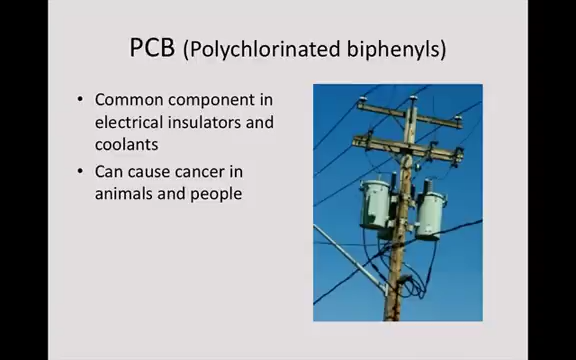 PCB (Polychlorinated biphenyls)
• Common component in
electrical insulators and
coolants
• Can cause cancer in
animals and people